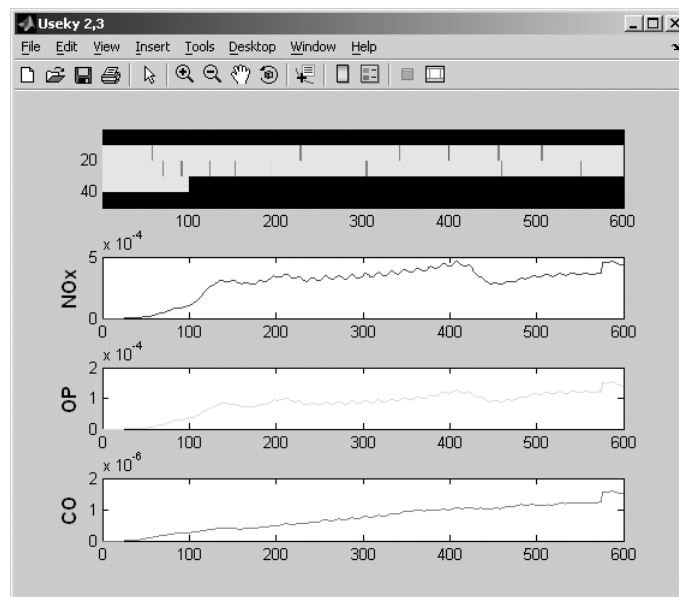 Useky 2,3
File Edit View Insert Tools Desktop Window Help
20
40
100 200 300 400 500 600
x 10^-4
5
NOx
0
0 100 200 300 400 500 600
x 10^-4
2
OP
1
0
0 100 200 300 400 500 600
x 10^-6
2
CO
1
0
0 100 200 300 400 500 600